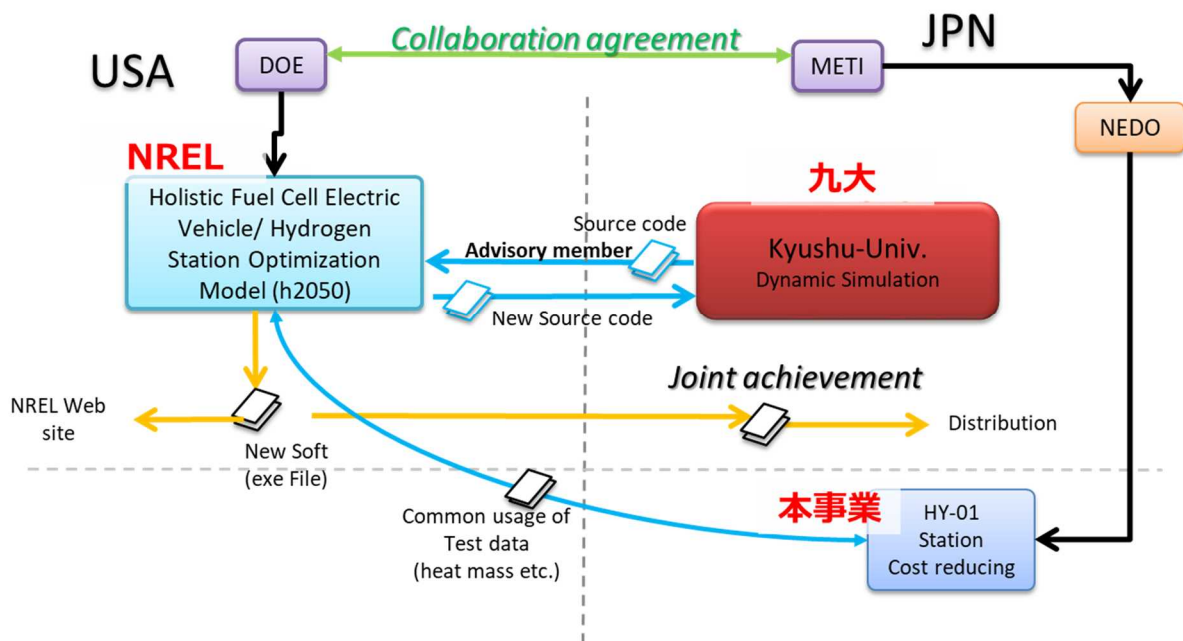 Collaboration agreement
USA
JPN
DOE
METI
NEDO
NREL
Holistic Fuel Cell Electric
Vehicle/ Hydrogen
Station Optimization
Model (h2050)
九大
Source code
Advisory member
Kyushu-Univ.
Dynamic Simulation
New Source code
Joint achievement
NREL Web
site
New Soft
(exe File)
Distribution
Common usage of
Test data
(heat mass etc.)
本事業
HY-01
Station
Cost reducing